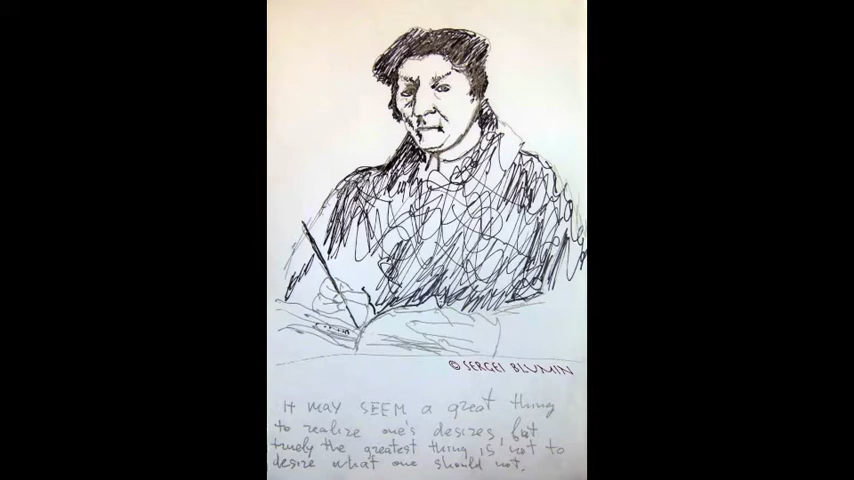 © SERGEI BLUMIN
It MAY SEEM a great thing
to realize one's desires, but
truely the greatest thing is not to
desire what one should not.